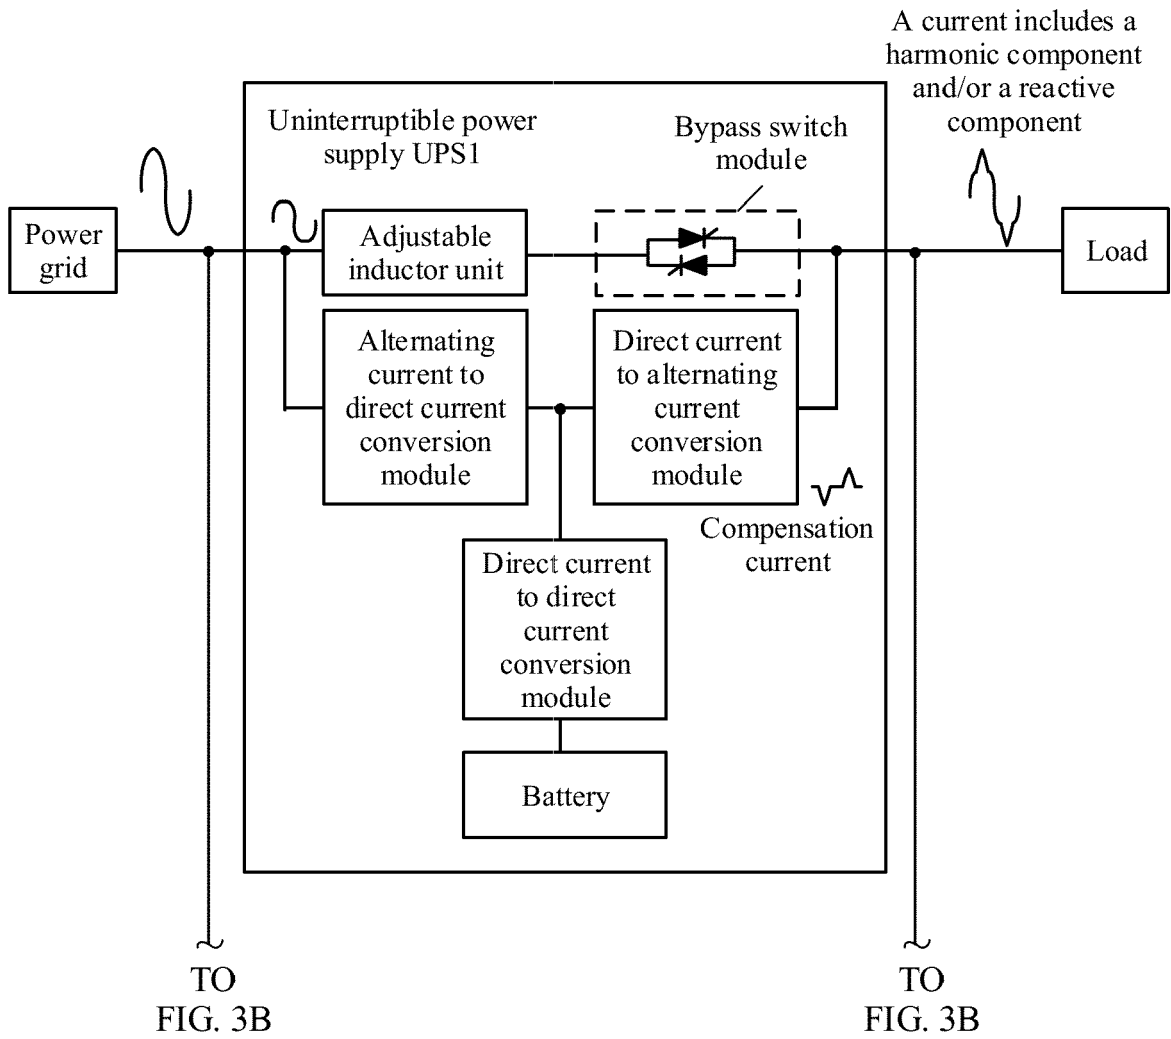 A current includes a
harmonic component
and/or a reactive
component
Uninterruptible power
supply UPS1
Bypass switch
module
Power
grid
Adjustable
inductor unit
Load
Alternating
current to
direct current
conversion
module
Direct current
to alternating
current
conversion
module
Compensation
current
Direct current
to direct
current
conversion
module
Battery
TO
FIG. 3B
TO
FIG. 3B